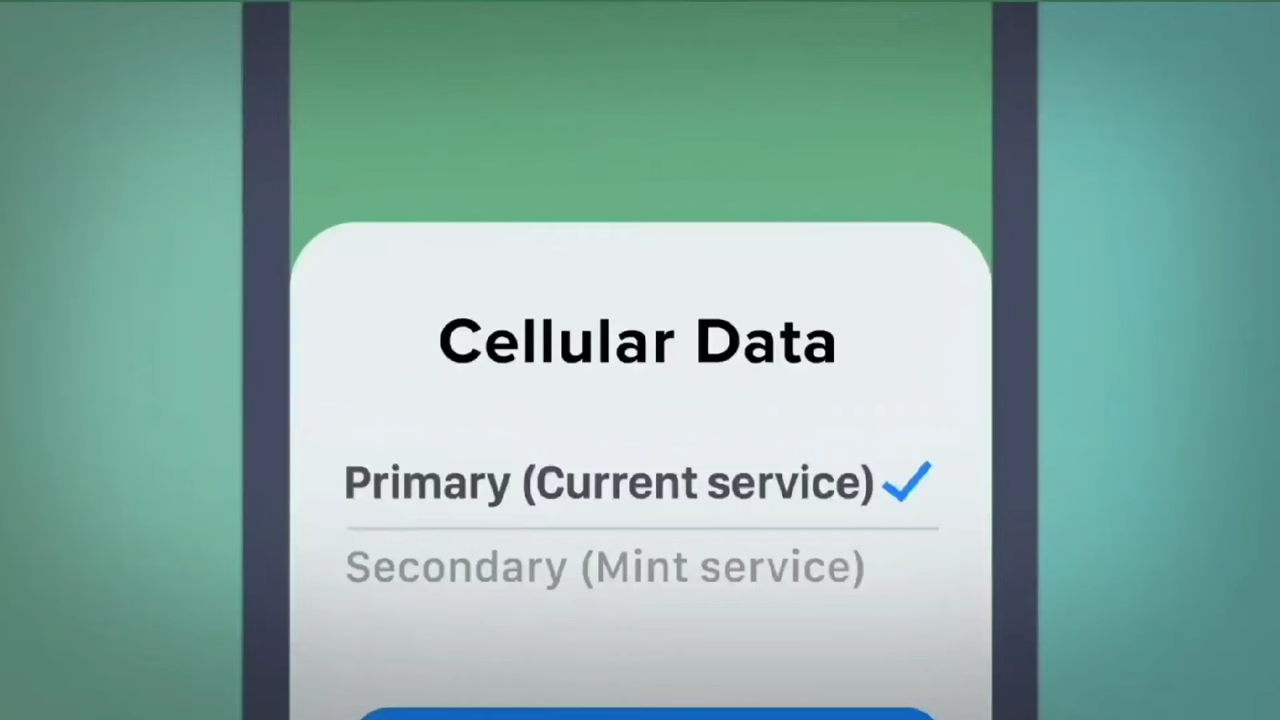 Cellular Data
Primary (Current service)
Secondary (Mint service)